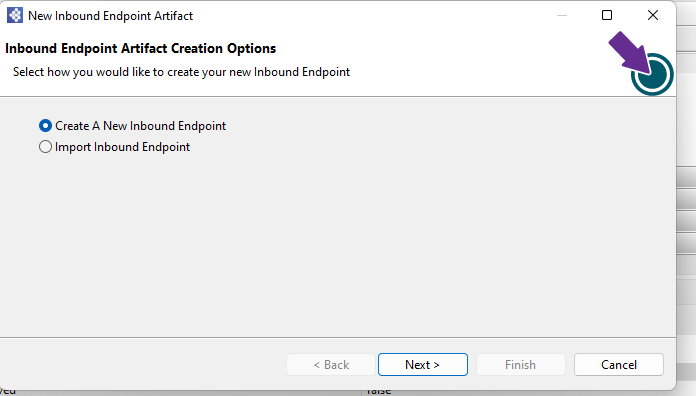 New Inbound Endpoint Artifact
Inbound Endpoint Artifact Creation Options
Select how you would like to create your new Inbound Endpoint
Create A New Inbound Endpoint
Import Inbound Endpoint
< Back
Next >
Finish
Cancel
false